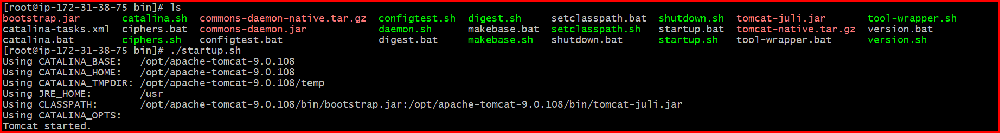 [root@ip-172-31-38-75 bin]# ls
bootstrap.jar       catalina.sh  commons-daemon-native.tar.gz  configtest.sh  digest.sh     setclasspath.bat  shutdown.sh  tomcat-juli.jar       tool-wrapper.sh
catalina-tasks.xml  ciphers.bat  commons-daemon.jar            daemon.sh      makebase.bat  setclasspath.sh   startup.bat  tomcat-native.tar.gz  version.bat
catalina.bat        ciphers.sh   configtest.bat                digest.bat     makebase.sh   shutdown.bat      startup.sh   tool-wrapper.bat      version.sh
[root@ip-172-31-38-75 bin]# ./startup.sh
Using CATALINA_BASE:   /opt/apache-tomcat-9.0.108
Using CATALINA_HOME:   /opt/apache-tomcat-9.0.108
Using CATALINA_TMPDIR: /opt/apache-tomcat-9.0.108/temp
Using JRE_HOME:        /usr
Using CLASSPATH:       /opt/apache-tomcat-9.0.108/bin/bootstrap.jar:/opt/apache-tomcat-9.0.108/bin/tomcat-juli.jar
Using CATALINA_OPTS:
Tomcat started.